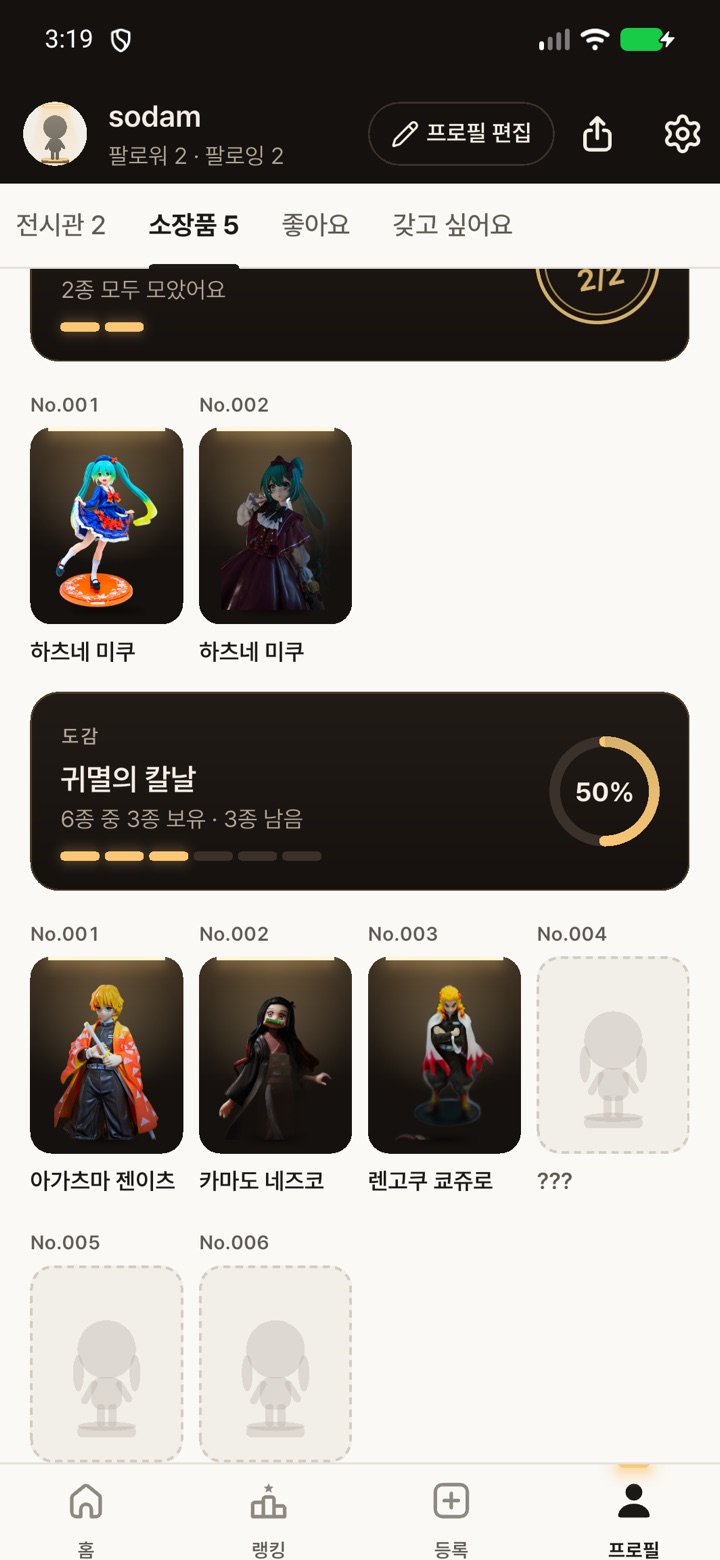 3:19
sodam
팔로워 2 · 팔로잉 2
프로필 편집
전시관 2
소장품 5
좋아요
갖고 싶어요
2종 모두 모았어요
2/2
No.001
No.002
하츠네 미쿠
하츠네 미쿠
도감
귀멸의 칼날
6종 중 3종 보유 · 3종 남음
50%
No.001
No.002
No.003
No.004
아가츠마 젠이츠
카마도 네즈코
렌고쿠 쿄쥬로
???
No.005
No.006
홈
랭킹
등록
프로필